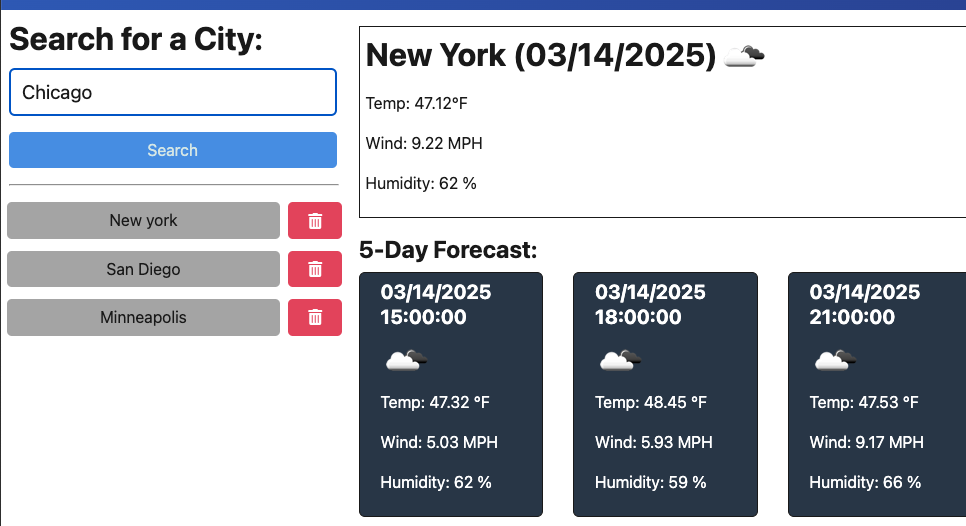 Search for a City:
Chicago
Search
New york
San Diego
Minneapolis
New York (03/14/2025)
Temp: 47.12°F
Wind: 9.22 MPH
Humidity: 62 %
5-Day Forecast:
03/14/2025
15:00:00
Temp: 47.32 °F
Wind: 5.03 MPH
Humidity: 62 %
03/14/2025
18:00:00
Temp: 48.45 °F
Wind: 5.93 MPH
Humidity: 59 %
03/14/2025
21:00:00
Temp: 47.53 °F
Wind: 9.17 MPH
Humidity: 66 %